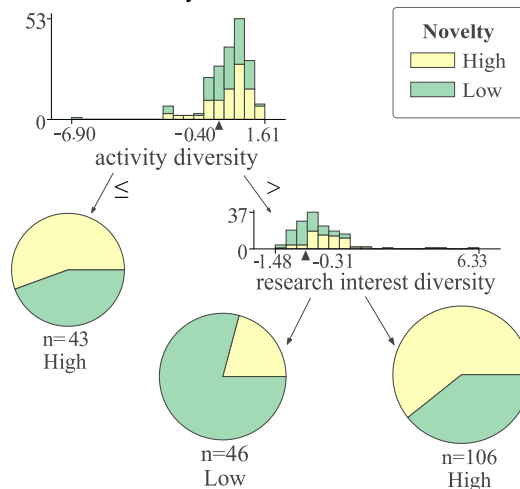 53
0
-6.90
-0.40
1.61
activity diversity
Novelty
High
Low
≤
>
37
0
-1.48
-0.31
6.33
research interest diversity
n=43
High
n=46
Low
n=106
High